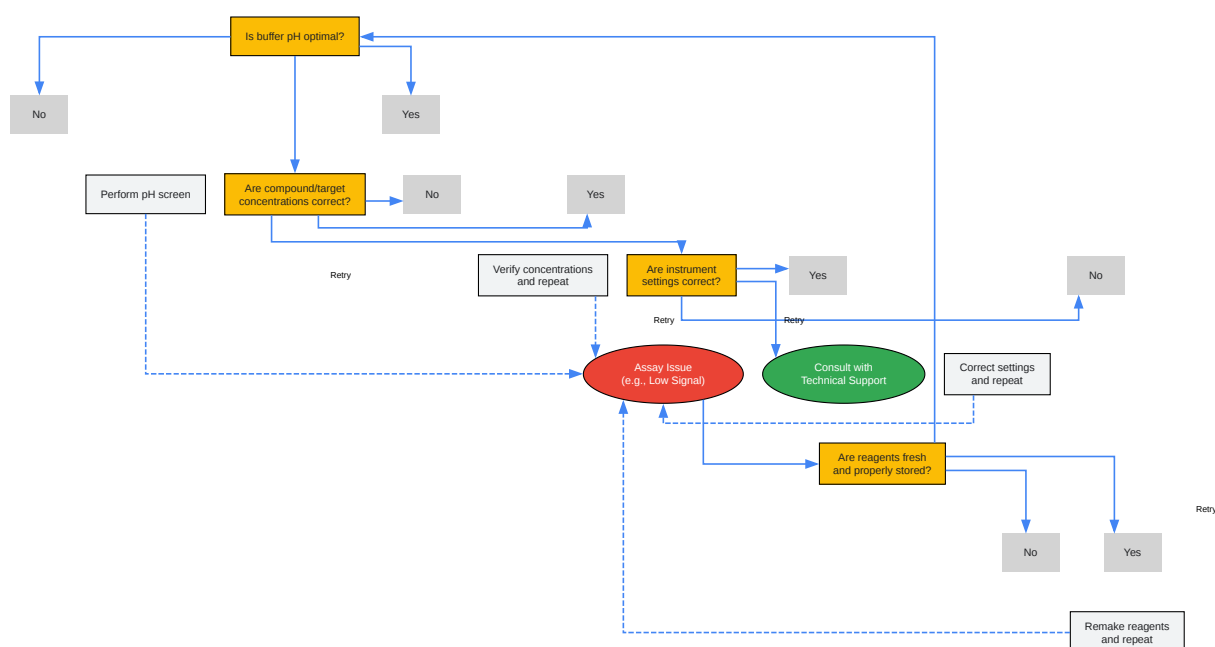 Is buffer pH optimal?
No
Yes
Perform pH screen
Are compound/target
concentrations correct?
No
Yes
Retry
Verify concentrations
and repeat
Are instrument
settings correct?
Yes
No
Retry
Retry
Assay Issue
(e.g., Low Signal)
Consult with
Technical Support
Correct settings
and repeat
Are reagents fresh
and properly stored?
Retry
No
Yes
Remake reagents
and repeat